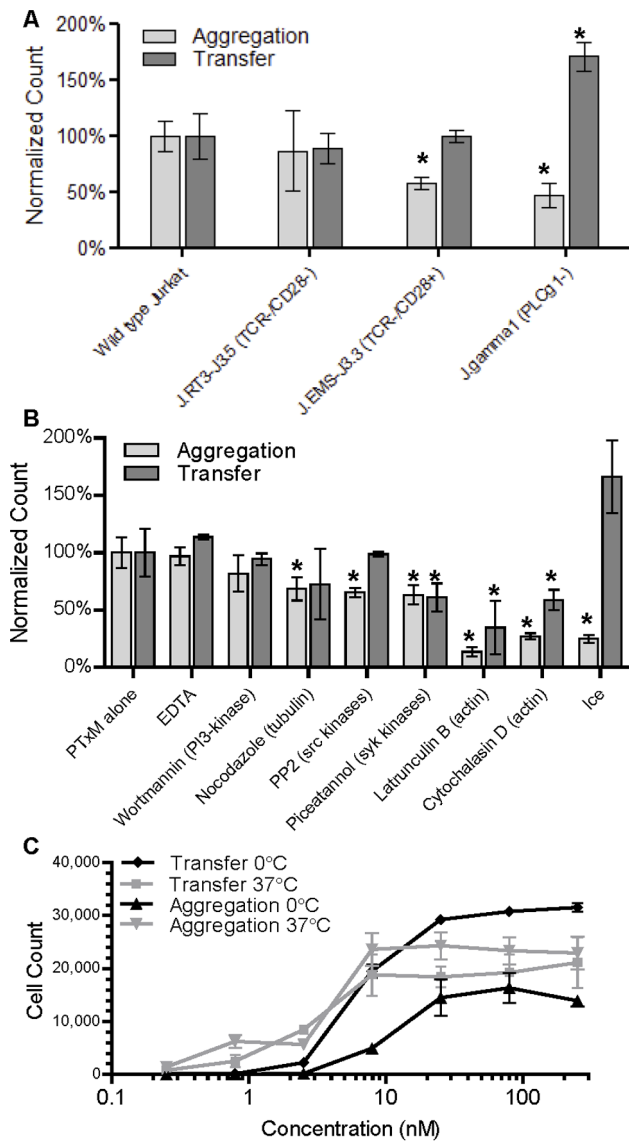 A
200%
Aggregation
Transfer
*
150%
Normalized Count
100%
*
*
50%
0%
Wild type Jurkat
J.RT3-J3.5 (TCR-/CD28-)
J.EMS-J3.3 (TCR-/CD28+)
J.gamma1 (PLCg1-)
B
200%
Aggregation
Transfer
150%
Normalized Count
100%
* * * *
50%
* * * * *
0%
PTxM alone
EDTA
Wortmannin (PI3-kinase)
Nocodazole (tubulin)
PP2 (src kinases)
Piceatannol (syk kinases)
Latrunculin B (actin)
Cytochalasin D (actin)
Ice
C
40,000
Transfer 0°C
Transfer 37°C
Aggregation 0°C
Aggregation 37°C
30,000
Cell Count
20,000
10,000
0
0.1 1 10 100
Concentration (nM)